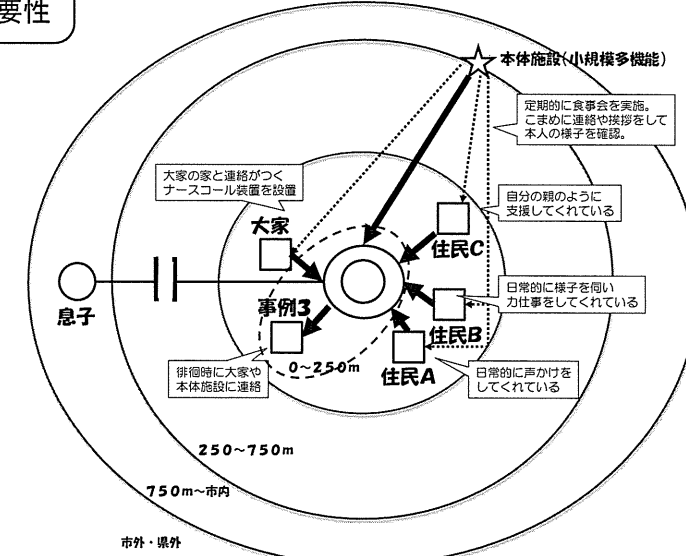 要性
本体施設(小規模多機能)
定期的に食事会を実施。
こまめに連絡や挨拶をして
本人の様子を確認。
大家の家と連絡がつく
ナースコール装置を設置
自分の親のように
支援してくれている
大家
住民C
日常的に様子を伺い
力仕事をしてくれている
息子
事例3
住民B
0～250m
住民A
徘徊時に大家や
本体施設に連絡
日常的に声かけを
してくれている
250～750m
750m～市内
市外・県外